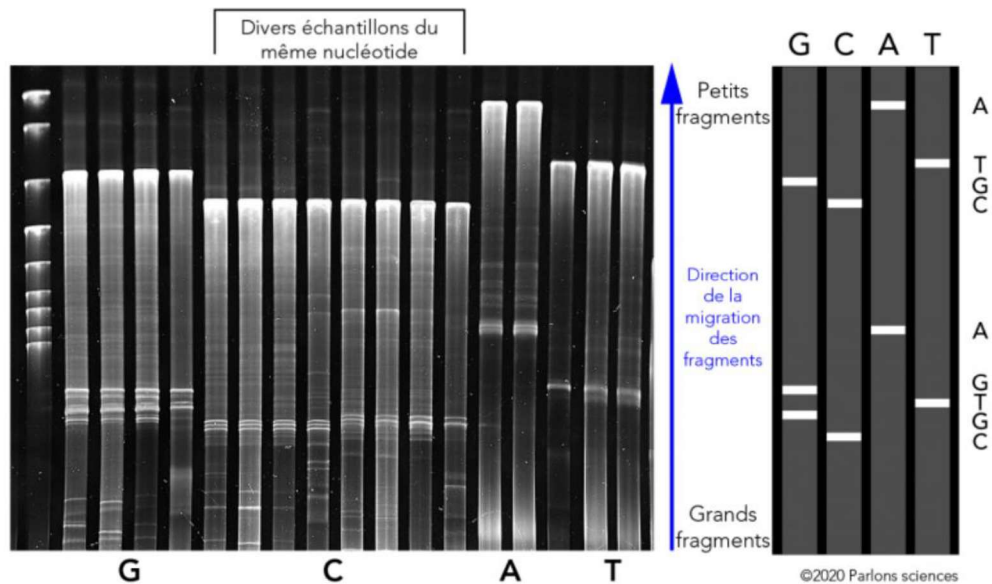 Divers échantillons du
même nucléotide
G C A T
Petits
fragments
Direction
de la
migration
des
fragments
Grands
fragments
A
T
G
C
A
G
T
G
C
G C A T
©2020 Parlons sciences